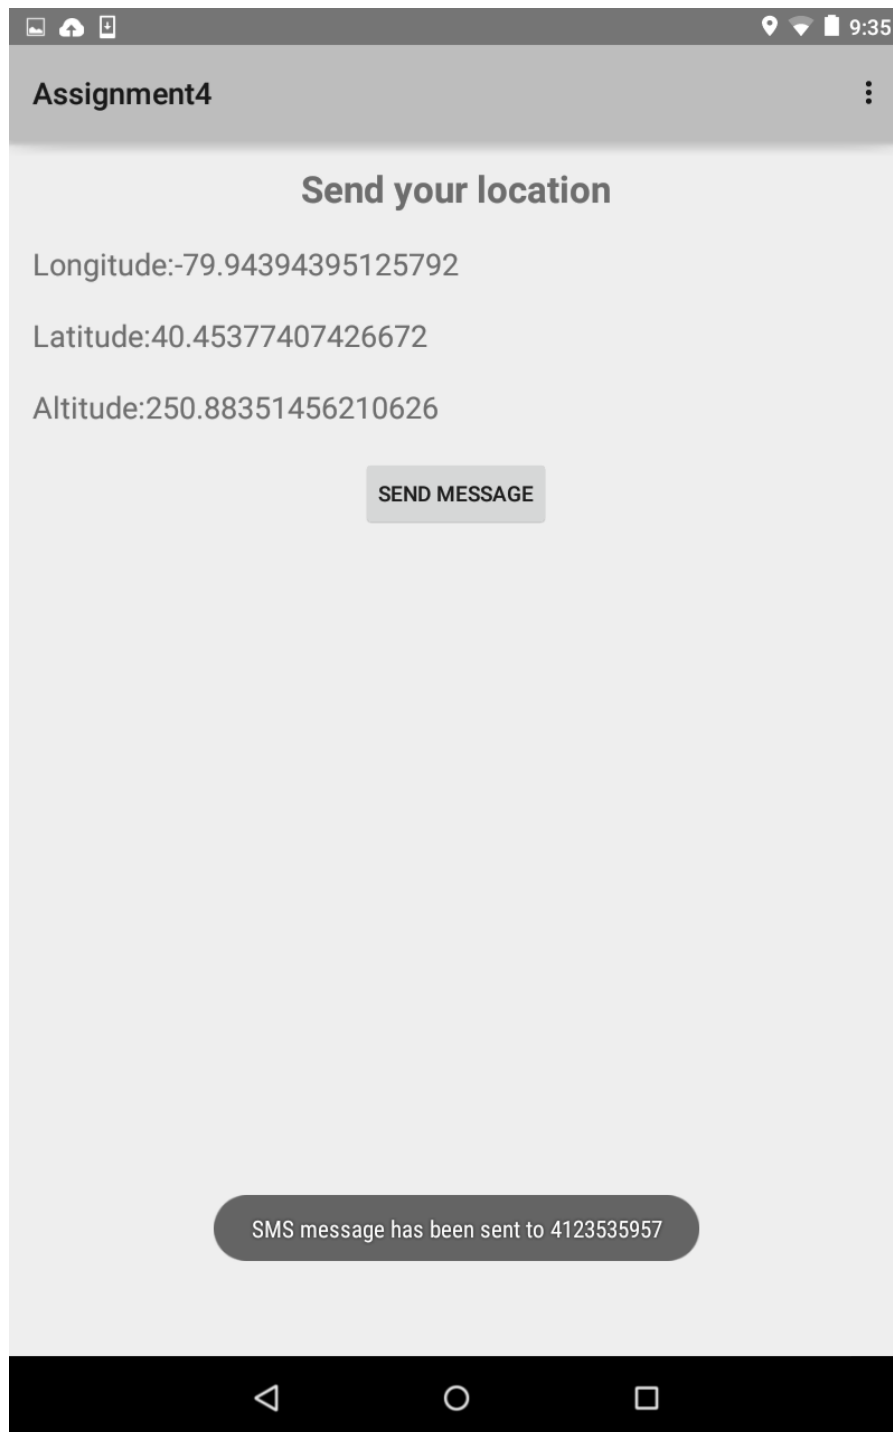 9:35
Assignment4
Send your location
Longitude:-79.94394395125792
Latitude:40.45377407426672
Altitude:250.88351456210626
SEND MESSAGE
SMS message has been sent to 4123535957